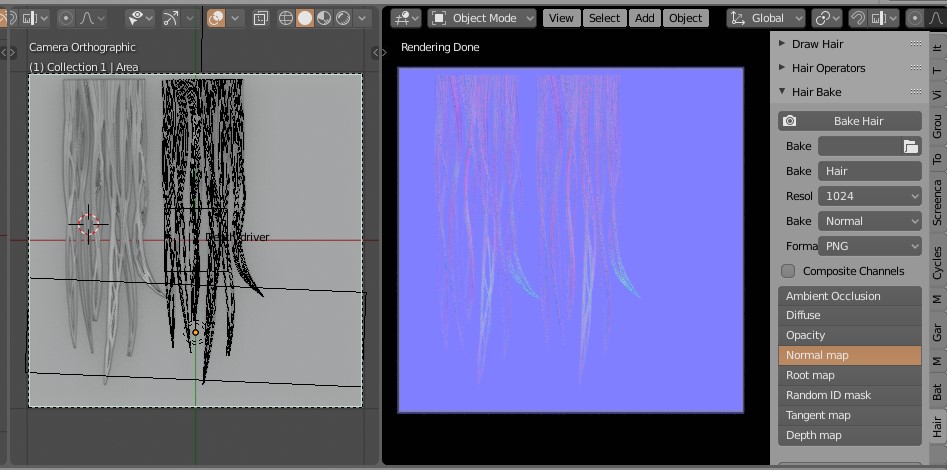 Object Mode
View
Select
Add
Object
Global
Camera Orthographic
(1) Collection 1 | Area
driver
Rendering Done
Draw Hair
Hair Operators
Hair Bake
Bake Hair
Bake
Bake
Hair
Resol
1024
Bake
Normal
Forma
PNG
Composite Channels
Ambient Occlusion
Diffuse
Opacity
Normal map
Root map
Random ID mask
Tangent map
Depth map
It
T
Vi
Grou
To
Screenca
Cycles
M
Gar
M
Bat
Hair